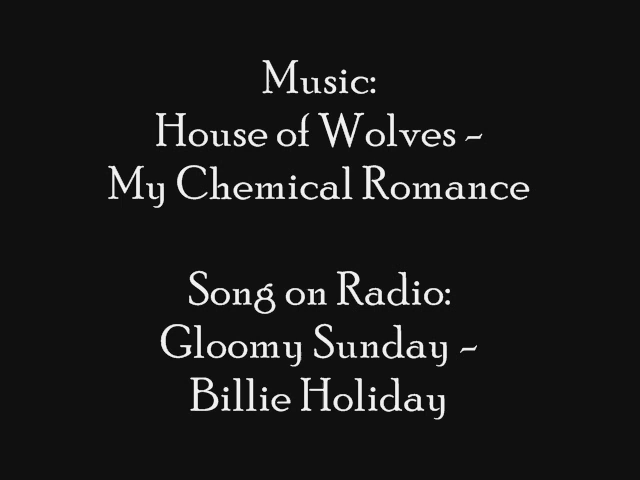 Music:
House of Wolves -
My Chemical Romance
Song on Radio:
Gloomy Sunday -
Billie Holiday